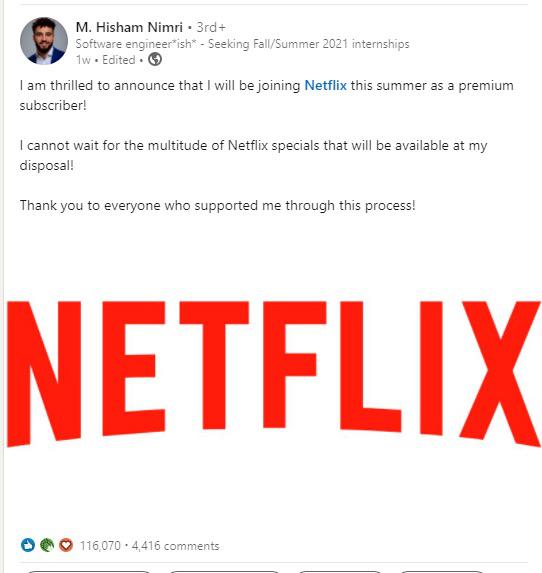 M. Hisham Nimri • 3rd+
Software engineer*ish* - Seeking Fall/Summer 2021 internships
1w • Edited •
I am thrilled to announce that I will be joining Netflix this summer as a premium
subscriber!
I cannot wait for the multitude of Netflix specials that will be available at my
disposal!
Thank you to everyone who supported me through this process!
NETFLIX
116,070 • 4,416 comments